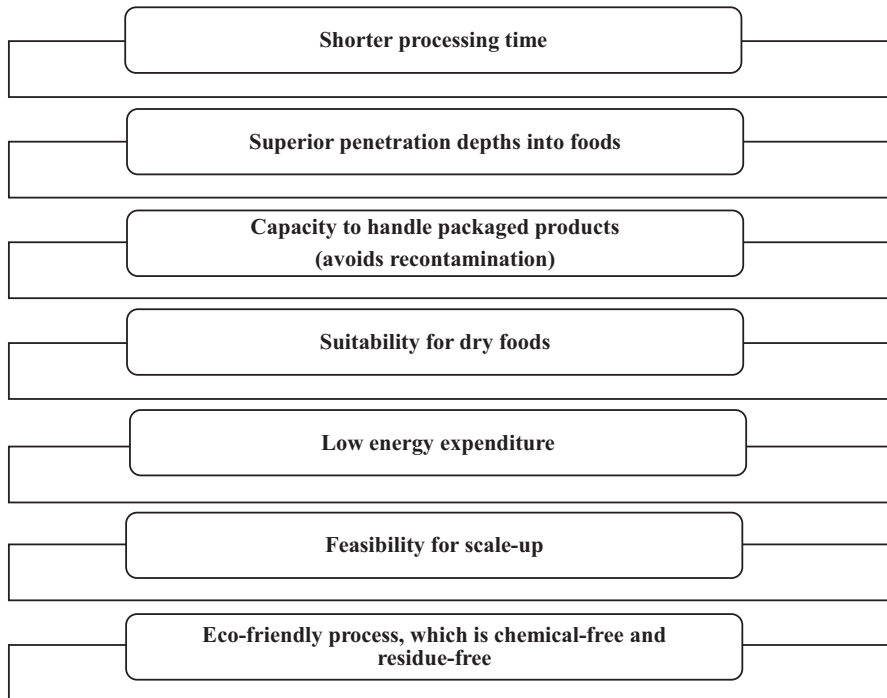 Shorter processing time
Superior penetration depths into foods
Capacity to handle packaged products
(avoids recontamination)
Suitability for dry foods
Low energy expenditure
Feasibility for scale-up
Eco-friendly process, which is chemical-free and
residue-free